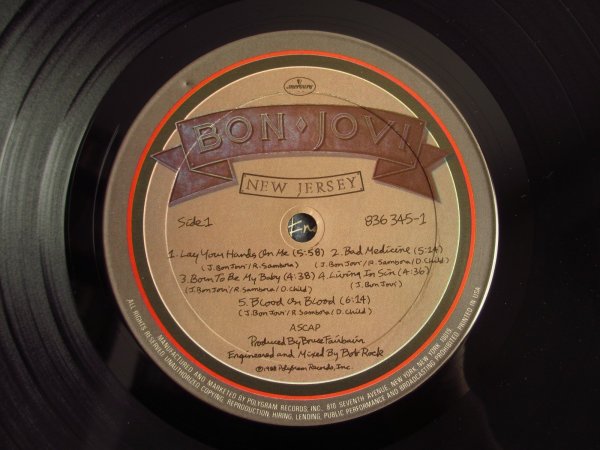 mercury
BON JOVI
NEW JERSEY
Side 1
836 345-1
En
1. Lay Your Hands On Me (5:58) 2. Bad Medicine (5:14)
(J. Bon Jovi/R. Sambora) (J. Bon Jovi/R. Sambora/D. Child)
3. Born To Be My Baby (4:38) 4. Living In Sin (4:36)
(J. Bon Jovi/R. Sambora/D. Child) (J. Bon Jovi)
5. Blood On Blood (6:14)
(J. Bon Jovi/R. Sambora/D. Child)
ASCAP
Produced By Bruce Fairbairn
Engineered and Mixed By Bob Rock
℗1988 Polygram Records, Inc.
MANUFACTURED AND MARKETED BY POLYGRAM RECORDS, INC., 810 SEVENTH AVENUE, NEW YORK, NEW YORK 10019.
ALL RIGHTS RESERVED. UNAUTHORIZED COPYING, REPRODUCTION, HIRING, LENDING, PUBLIC PERFORMANCE AND BROADCASTING PROHIBITED. PRINTED IN USA